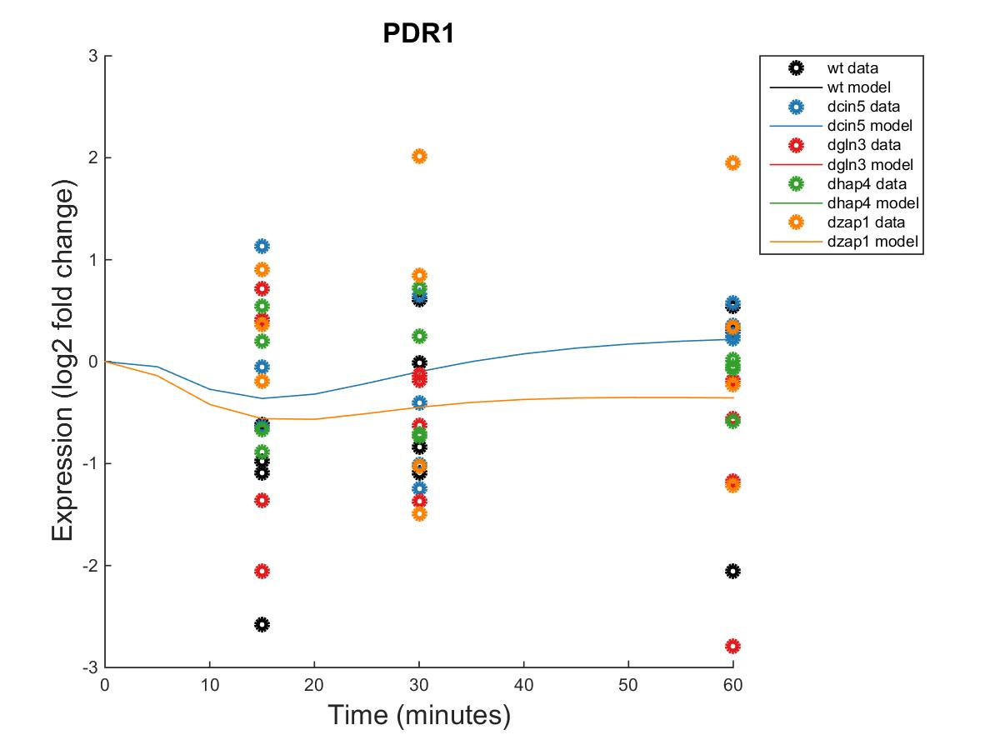 PDR1
3
2
1
0
-1
-2
-3
0 10 20 30 40 50 60
Time (minutes)
Expression (log2 fold change)
wt data
wt model
dcin5 data
dcin5 model
dgln3 data
dgln3 model
dhap4 data
dhap4 model
dzap1 data
dzap1 model